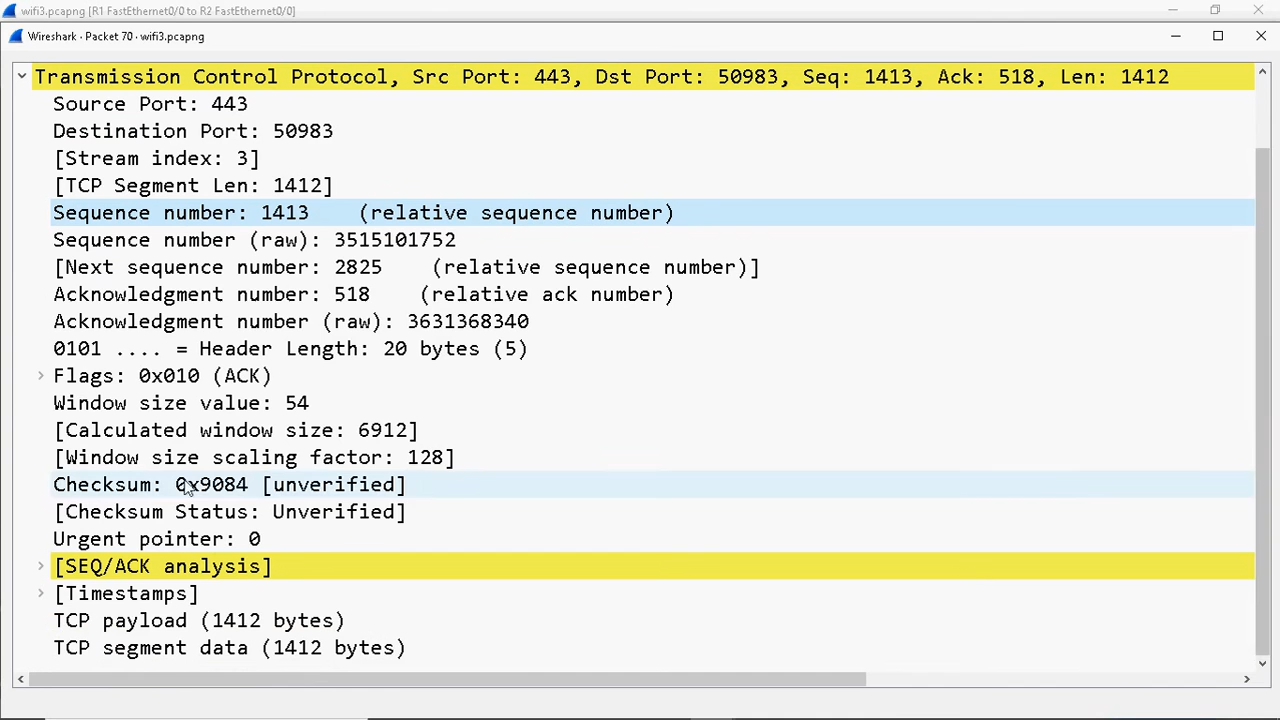 wifi3.pcapng [R1 FastEthernet0/0 to R2 FastEthernet0/0]
Wireshark · Packet 70 · wifi3.pcapng
Transmission Control Protocol, Src Port: 443, Dst Port: 50983, Seq: 1413, Ack: 518, Len: 1412
Source Port: 443
Destination Port: 50983
[Stream index: 3]
[TCP Segment Len: 1412]
Sequence number: 1413    (relative sequence number)
Sequence number (raw): 3515101752
[Next sequence number: 2825    (relative sequence number)]
Acknowledgment number: 518    (relative ack number)
Acknowledgment number (raw): 3631368340
0101 .... = Header Length: 20 bytes (5)
Flags: 0x010 (ACK)
Window size value: 54
[Calculated window size: 6912]
[Window size scaling factor: 128]
Checksum: 0x9084 [unverified]
[Checksum Status: Unverified]
Urgent pointer: 0
[SEQ/ACK analysis]
[Timestamps]
TCP payload (1412 bytes)
TCP segment data (1412 bytes)